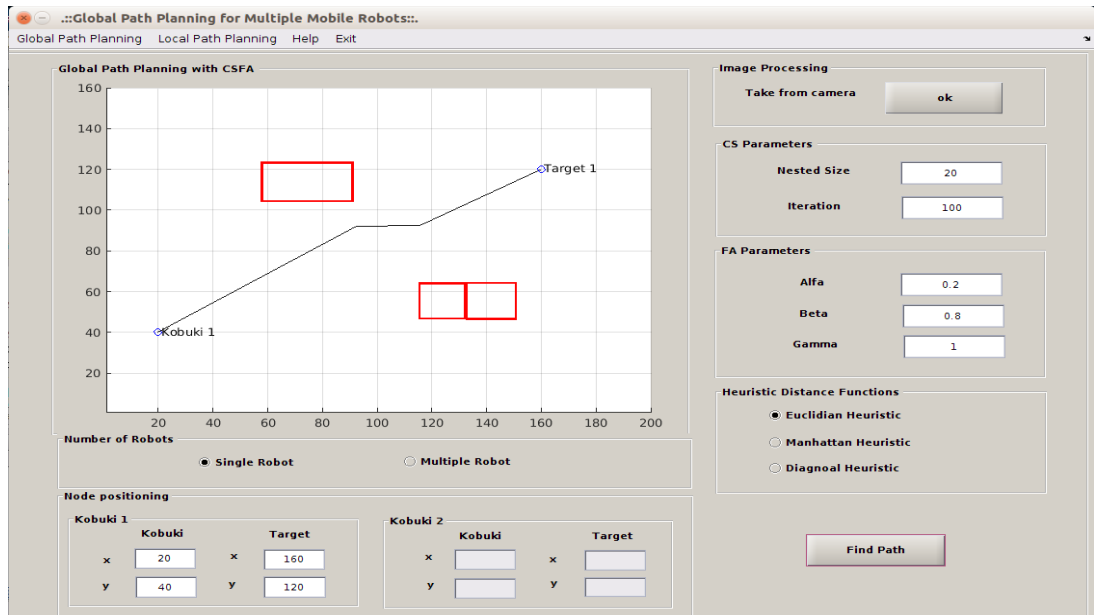 .::Global Path Planning for Multiple Mobile Robots::.
Global Path Planning Local Path Planning Help Exit
Global Path Planning with CSFA
160
140
120
100
80
60
40
20
20 40 60 80 100 120 140 160 180 200
Target 1
Kobuki 1
Number of Robots
Single Robot Multiple Robot
Node positioning
Kobuki 1
Kobuki Target
x 20 x 160
y 40 y 120
Kobuki 2
Kobuki Target
x x
y y
Image Processing
Take from camera ok
CS Parameters
Nested Size 20
Iteration 100
FA Parameters
Alfa 0.2
Beta 0.8
Gamma 1
Heuristic Distance Functions
Euclidian Heuristic
Manhattan Heuristic
Diagnoal Heuristic
Find Path